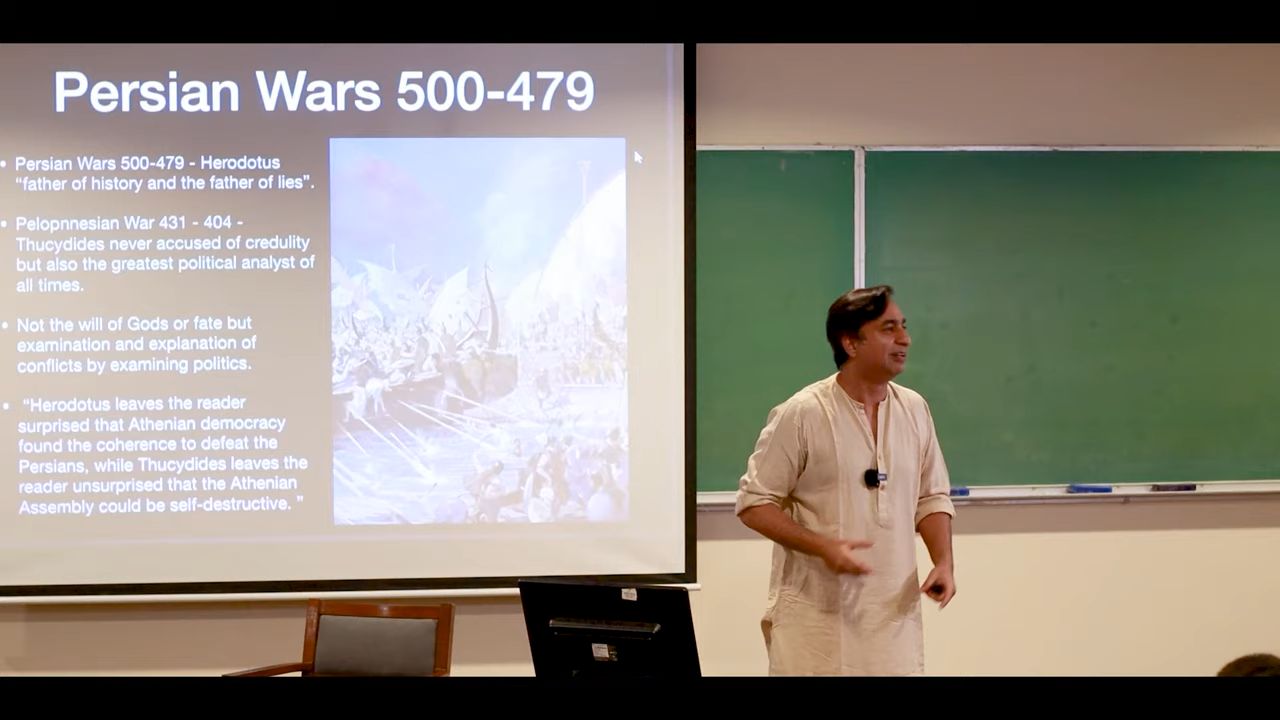 Persian Wars 500-479
• Persian Wars 500-479 - Herodotus
“father of history and the father of lies”.
• Pelopnnesian War 431 - 404 -
Thucydides never accused of credulity
but also the greatest political analyst of
all times.
• Not the will of Gods or fate but
examination and explanation of
conflicts by examining politics.
• “Herodotus leaves the reader
surprised that Athenian democracy
found the coherence to defeat the
Persians, while Thucydides leaves the
reader unsurprised that the Athenian
Assembly could be self-destructive. ”